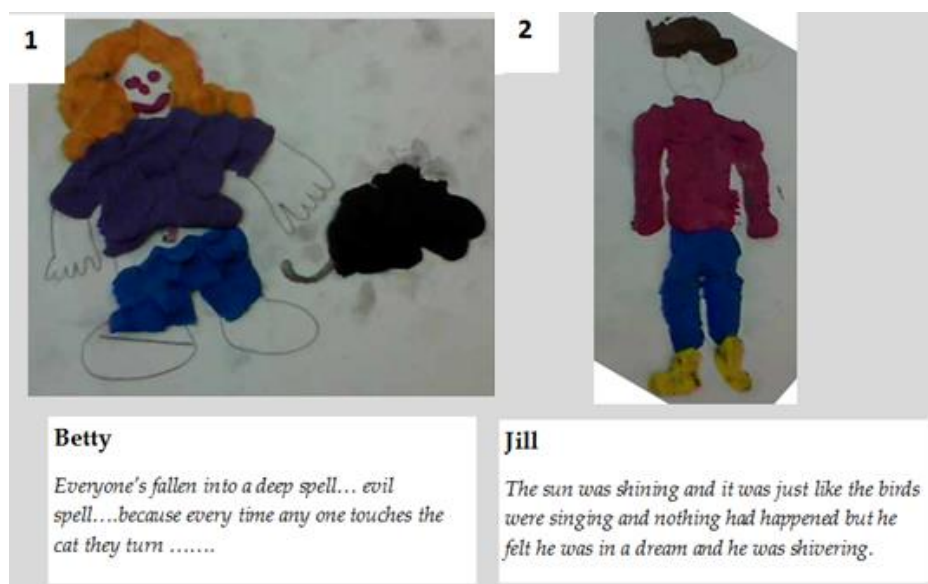 1
2
Betty
Everyone's fallen into a deep spell… evil
spell….because every time any one touches the
cat they turn …….
Jill
The sun was shining and it was just like the birds
were singing and nothing had happened but he
felt he was in a dream and he was shivering.